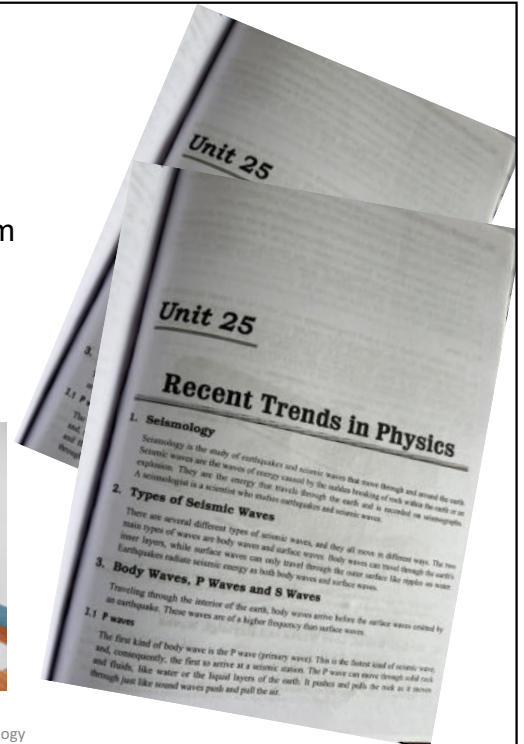 m
Unit 25
Unit 25
Recent Trends in Physics
1. Seismology
Seismology is the study of earthquakes and seismic waves that move through and around the earth.
Seismic waves are the waves of energy caused by the sudden breaking of rock within the earth or an
explosion. They are the energy that travels through the earth and is recorded on seismographs.
A seismologist is a scientist who studies earthquakes and seismic waves.
2. Types of Seismic Waves
There are several different types of seismic waves, and they all move in different ways. The two
main types of waves are body waves and surface waves. Body waves can travel through the earth's
inner layers, while surface waves can only travel through the outer surface like ripples on water.
Earthquakes radiate seismic energy as both body waves and surface waves.
3. Body Waves, P Waves and S Waves
Traveling through the interior of the earth, body waves arrive before the surface waves emitted by
an earthquake. These waves are of a higher frequency than surface waves.
3.1 P waves
The first kind of body wave is the P wave (primary wave). This is the fastest kind of seismic wave,
and, consequently, the first to arrive at a seismic station. The P wave can move through solid rock
and fluids, like water or the liquid layers of the earth. It pushes and pulls the rock as it moves
through just like sound waves push and pull the air.
3.
3.1 P
The
and,
and
through
ogy